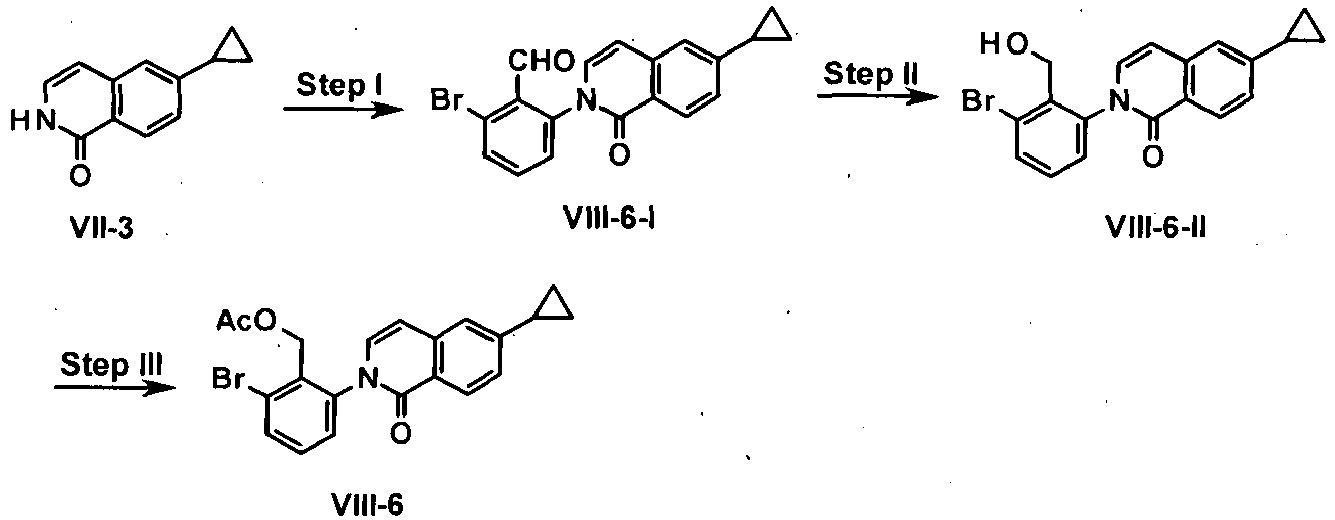 Step I
CHO
Br
N
O
HN
O
VII-3
VIII-6-I
Step II
HO
Br
N
O
VIII-6-II
Step III
AcO
Br
N
O
VIII-6